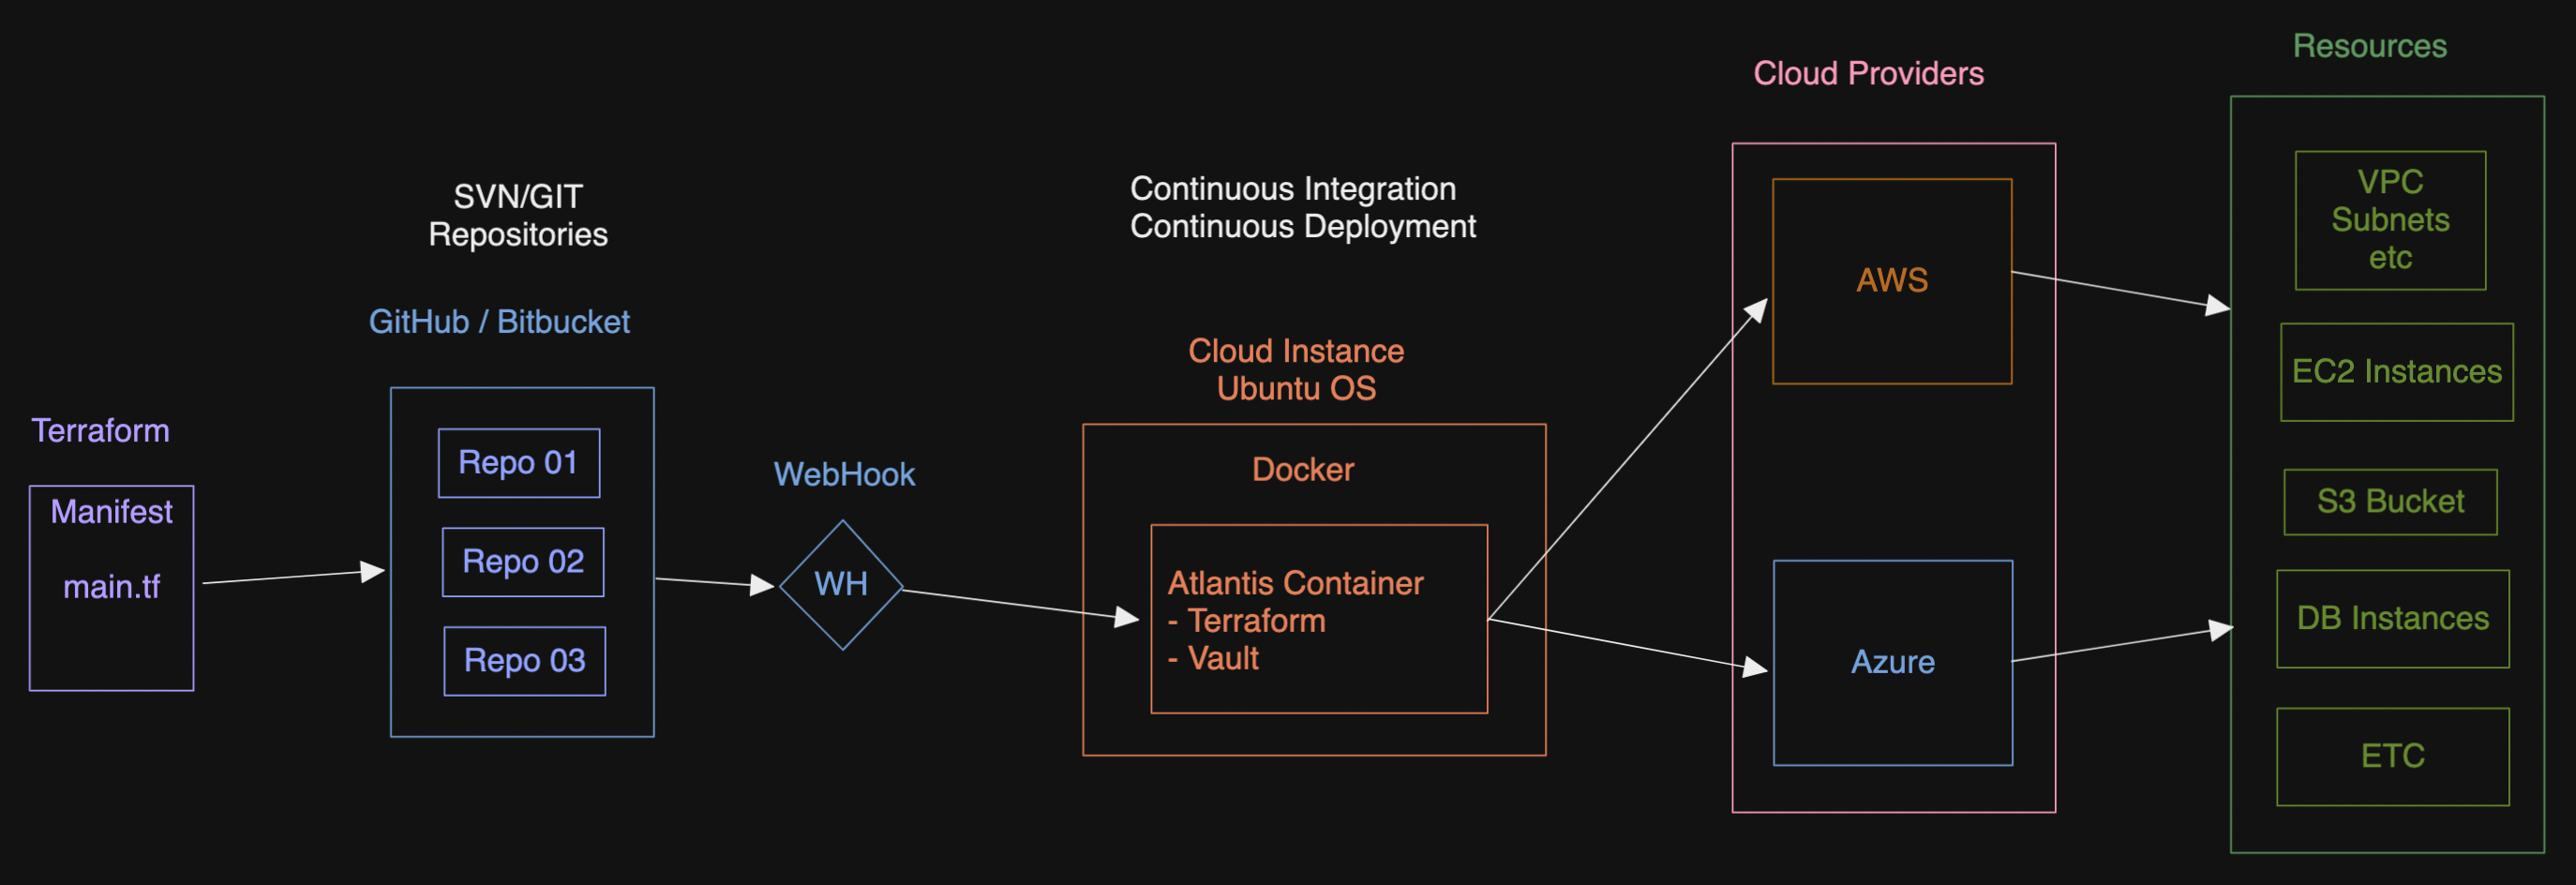 Terraform
Manifest
main.tf
SVN/GIT
Repositories
GitHub / Bitbucket
Repo 01
Repo 02
Repo 03
WebHook
WH
Continuous Integration
Continuous Deployment
Cloud Instance
Ubuntu OS
Docker
Atlantis Container
- Terraform
- Vault
Cloud Providers
AWS
Azure
Resources
VPC
Subnets
etc
EC2 Instances
S3 Bucket
DB Instances
ETC